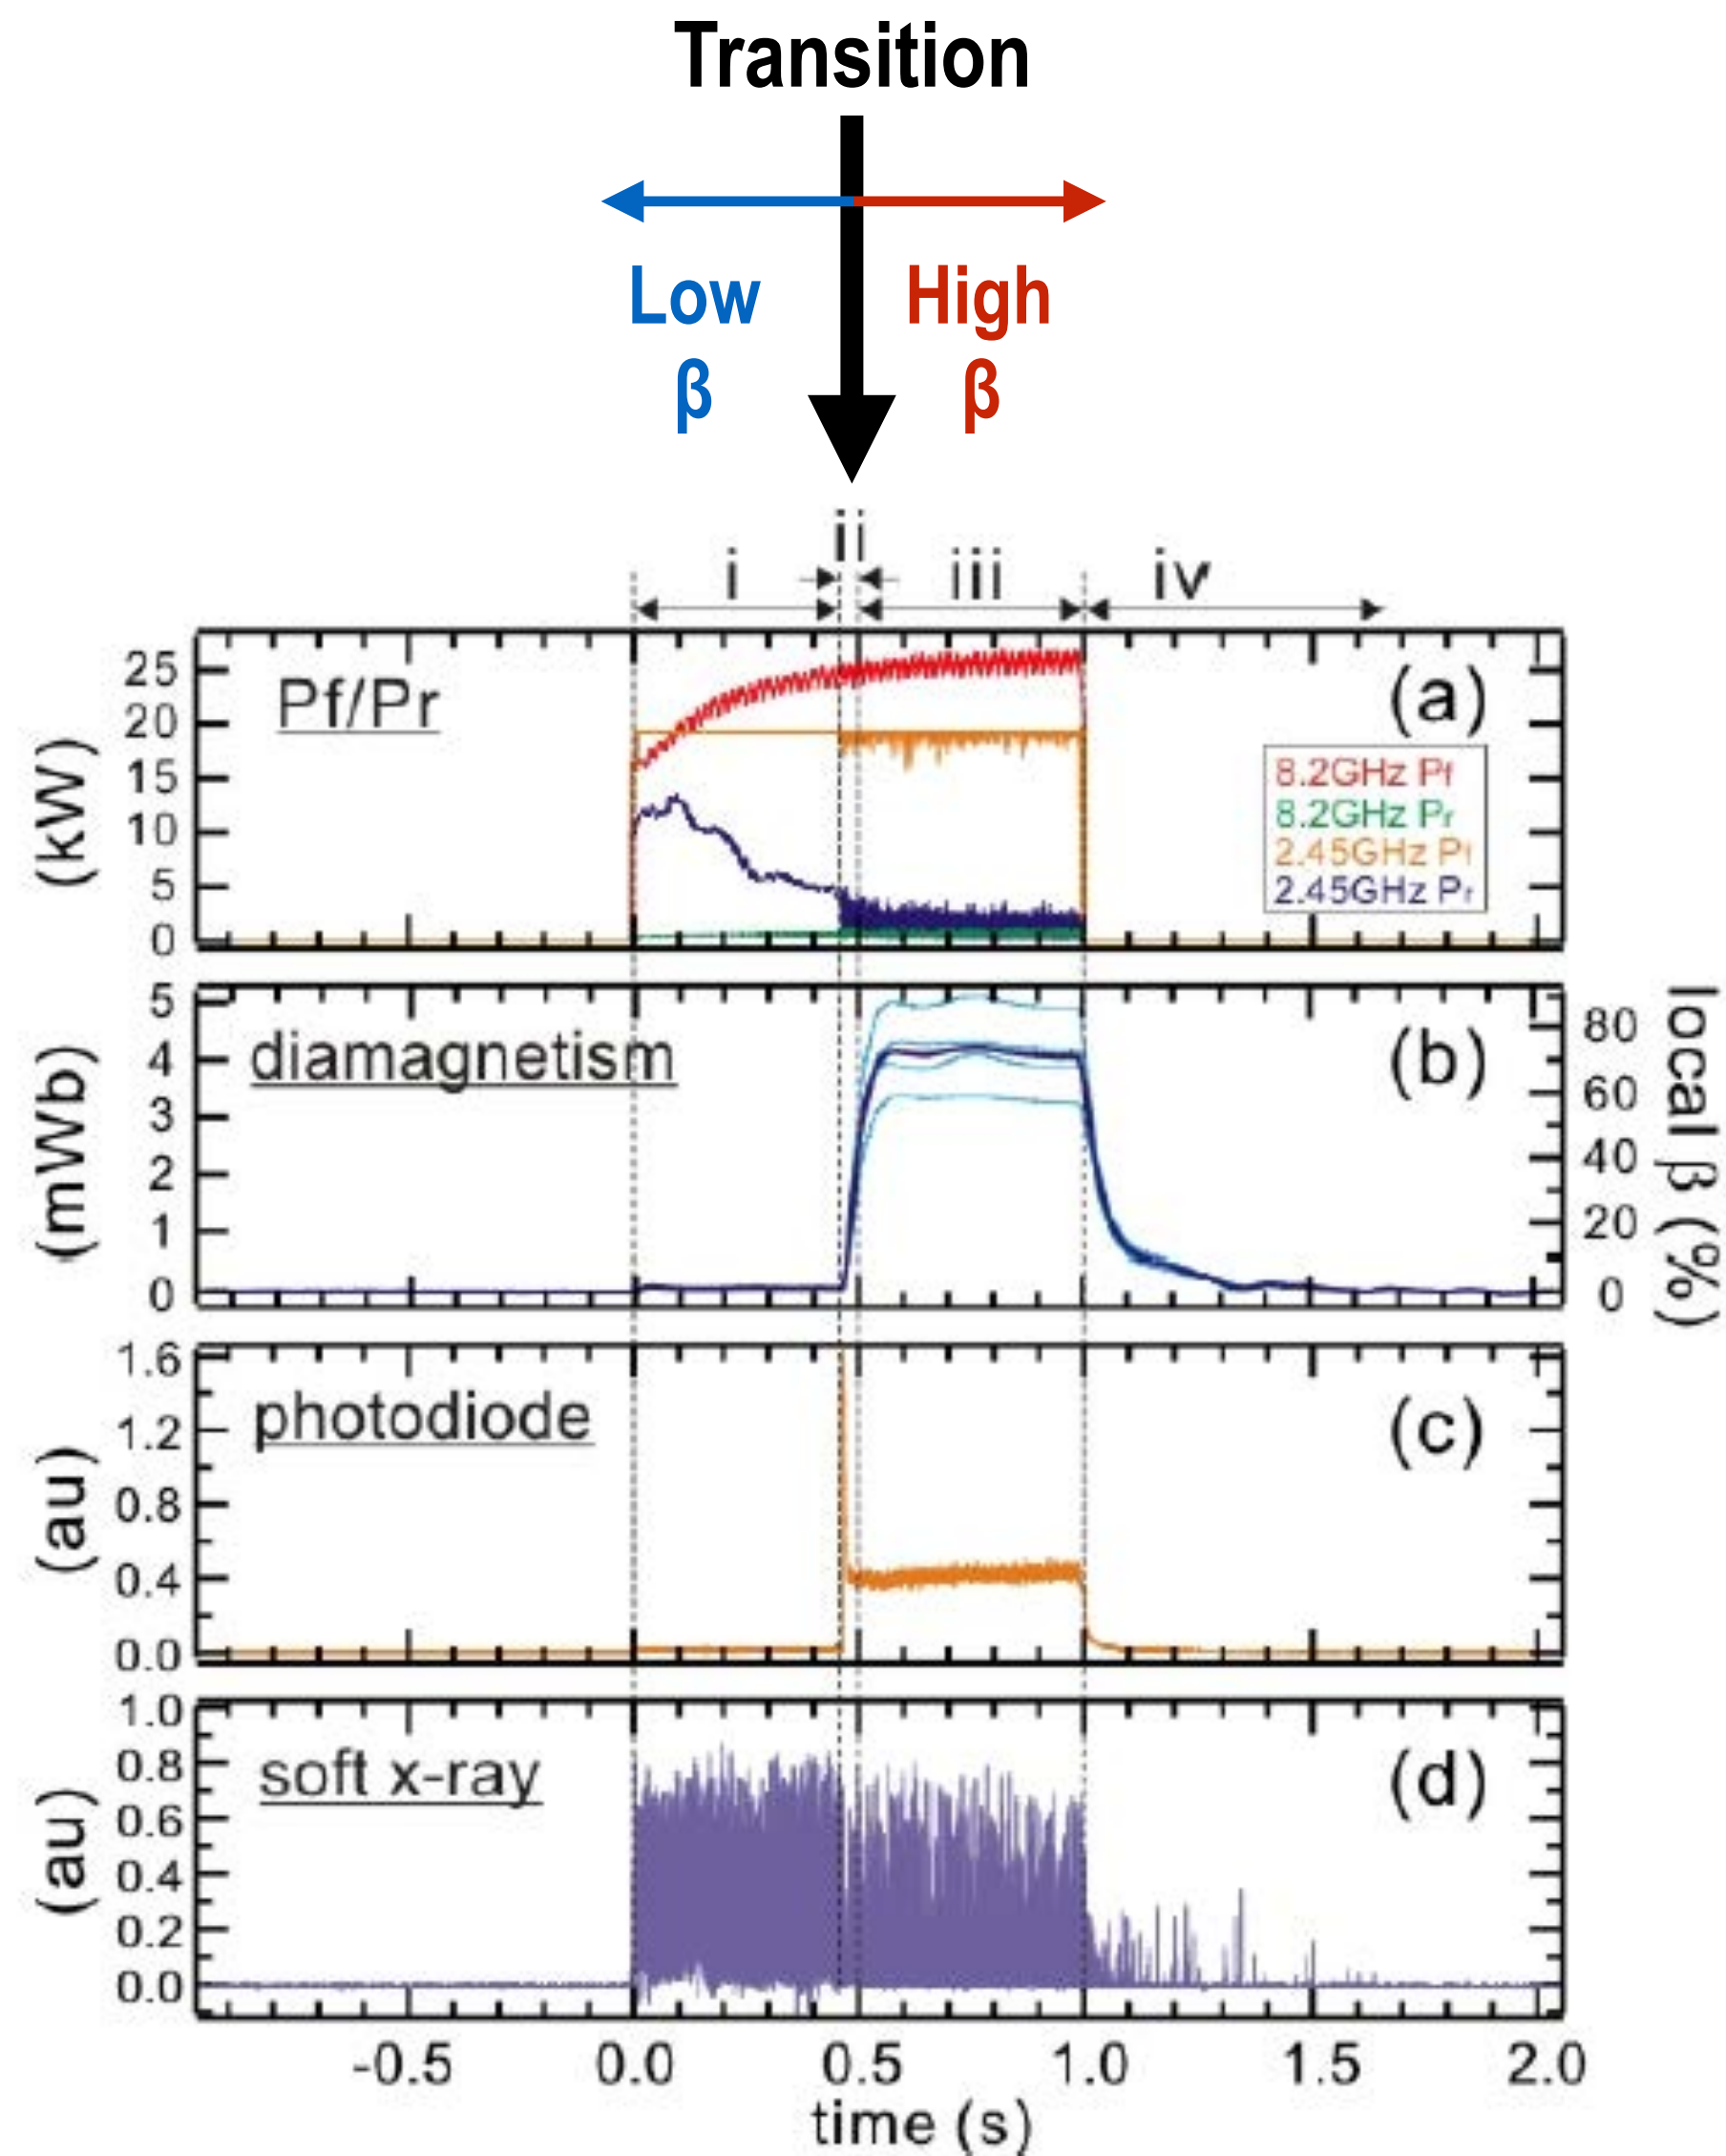 Transition
Low High
β β
ii
i iii iv
25
20
15
10
5
0
(kW)
Pf/Pr
(a)
8.2GHz Pf
8.2GHz Pr
2.45GHz Pf
2.45GHz Pr
5
4
3
2
1
0
(mWb)
diamagnetism
(b)
80
60
40
20
0
local β (%)
1.6
1.2
0.8
0.4
0.0
(au)
photodiode
(c)
1.0
0.8
0.6
0.4
0.2
0.0
(au)
soft x-ray
(d)
-0.5 0.0 0.5 1.0 1.5 2.0
time (s)